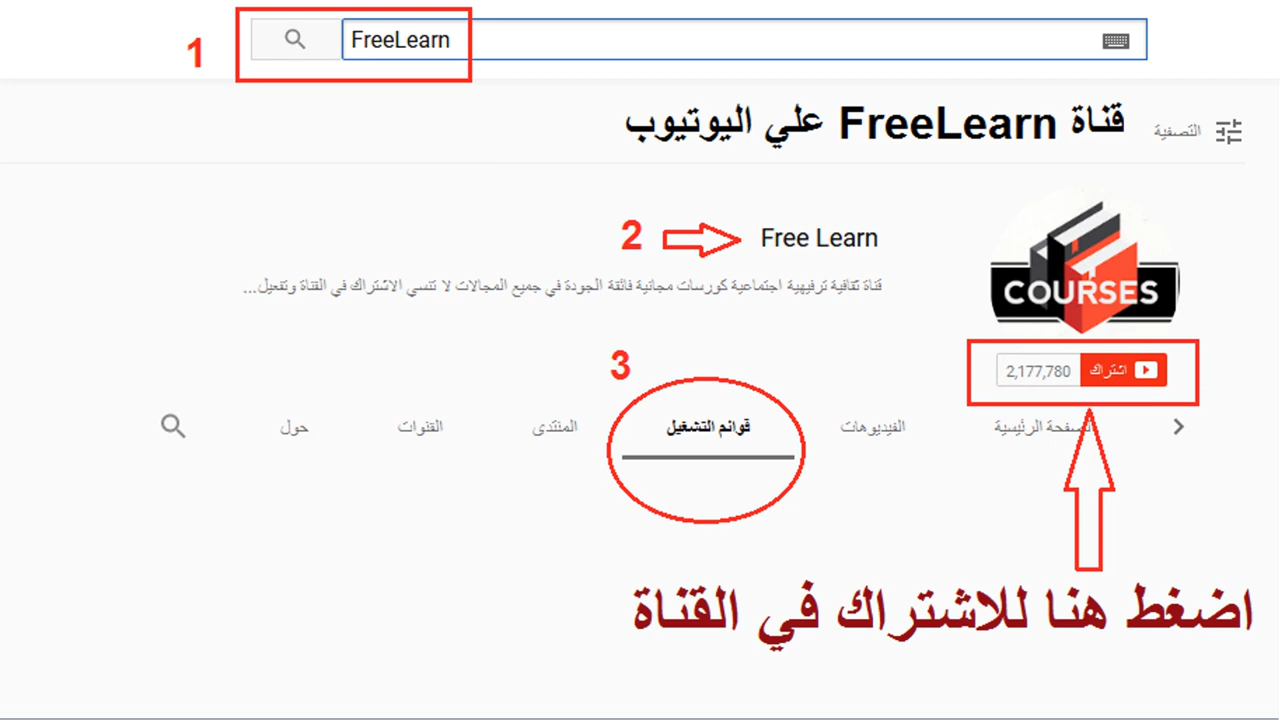 1
FreeLearn
قناة FreeLearn علي اليوتيوب
التصفية
2
Free Learn
COURSES
قناة ثقافية ترفيهية اجتماعية كورسات مجانية فائقة الجودة في جميع المجالات لا تنسي الاشتراك في القناة وتفعيل...
اشتراك 2,177,780
3
الصفحة الرئيسية الفيديوهات قوائم التشغيل المنتدى القنوات حول
اضغط هنا للاشتراك في القناة